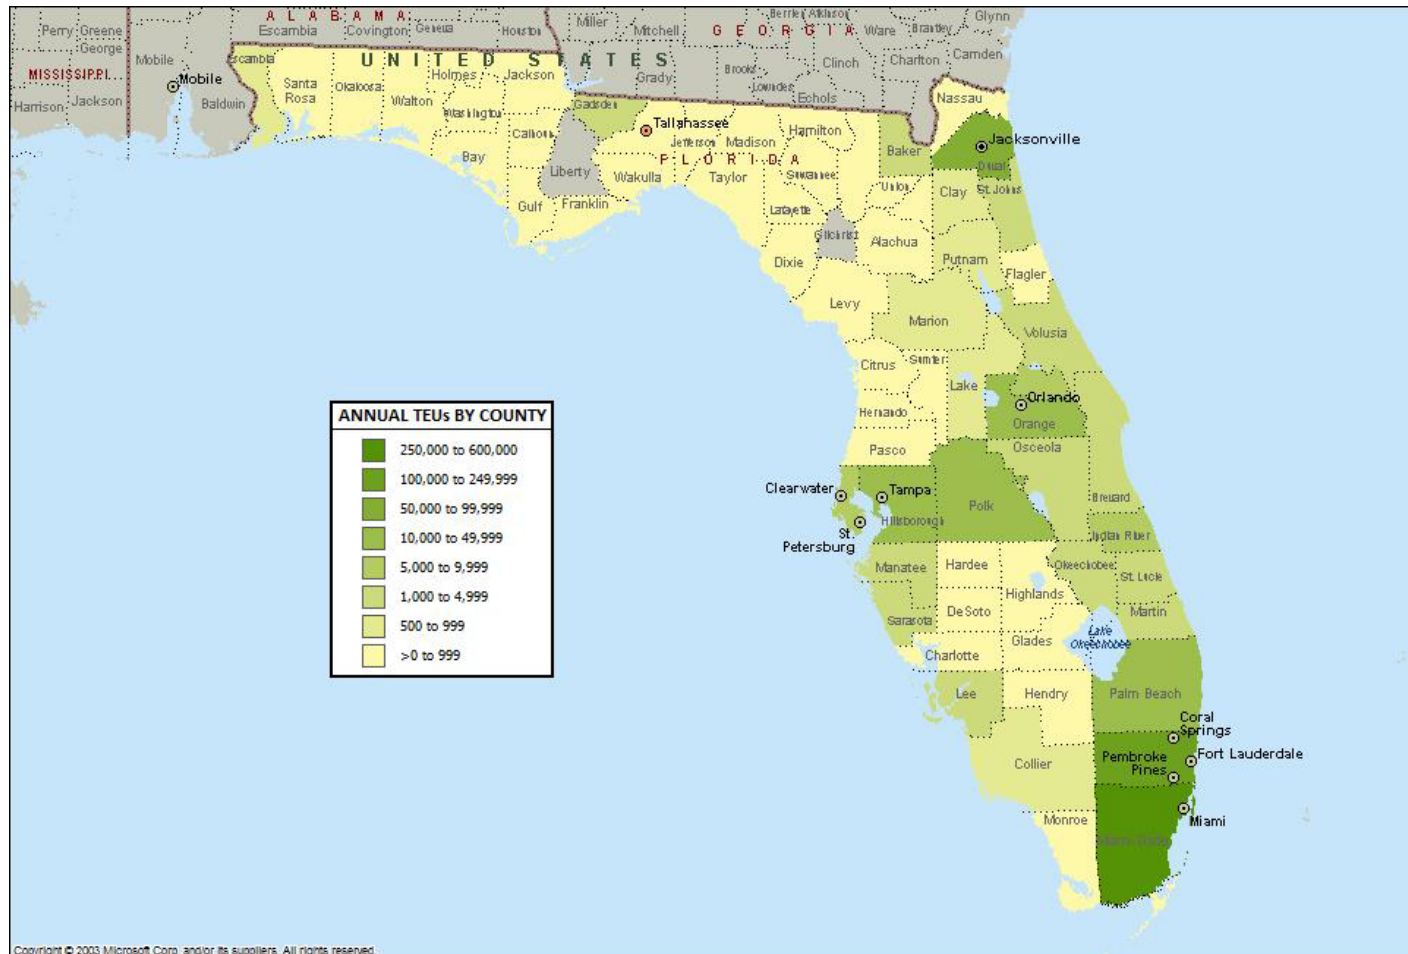 ALABAMA
Perry
Greene
George
Mobile
Escambia
Covington
Geneva
Houston
Miller
Mitchell
Berrien
Atkinson
GEORGIA
Ware
Brantley
Glynn
Camden
Charlton
Clinch
Brooks
Lowndes
Echols
Grady
MISSISSIPPI
Harrison
Jackson
Mobile
Baldwin
UNITED STATES
Escambia
Santa
Rosa
Okaloosa
Walton
Holmes
Washington
Jackson
Bay
Calhoun
Gulf
Liberty
Franklin
Gadsden
Tallahassee
Wakulla
Jefferson
Madison
FLORIDA
Taylor
Hamilton
Suwannee
Lafayette
Dixie
Gilchrist
Alachua
Union
Baker
Nassau
Jacksonville
Duval
Clay
St. Johns
Putnam
Flagler
Levy
Marion
Volusia
Citrus
Sumter
Lake
Hernando
Pasco
Orlando
Orange
Osceola
Brevard
Clearwater
Tampa
Hillsborough
St.
Petersburg
Polk
Indian River
Manatee
Hardee
Highlands
Okeechobee
St. Lucie
Sarasota
DeSoto
Martin
Charlotte
Glades
Lake
Okeechobee
Lee
Hendry
Palm Beach
Coral
Springs
Pembroke
Pines
Fort Lauderdale
Collier
Monroe
Miami
Miami-Dade
ANNUAL TEUs BY COUNTY
250,000 to 600,000
100,000 to 249,999
50,000 to 99,999
10,000 to 49,999
5,000 to 9,999
1,000 to 4,999
500 to 999
>0 to 999
Copyright © 2003 Microsoft Corp. and/or its suppliers. All rights reserved.